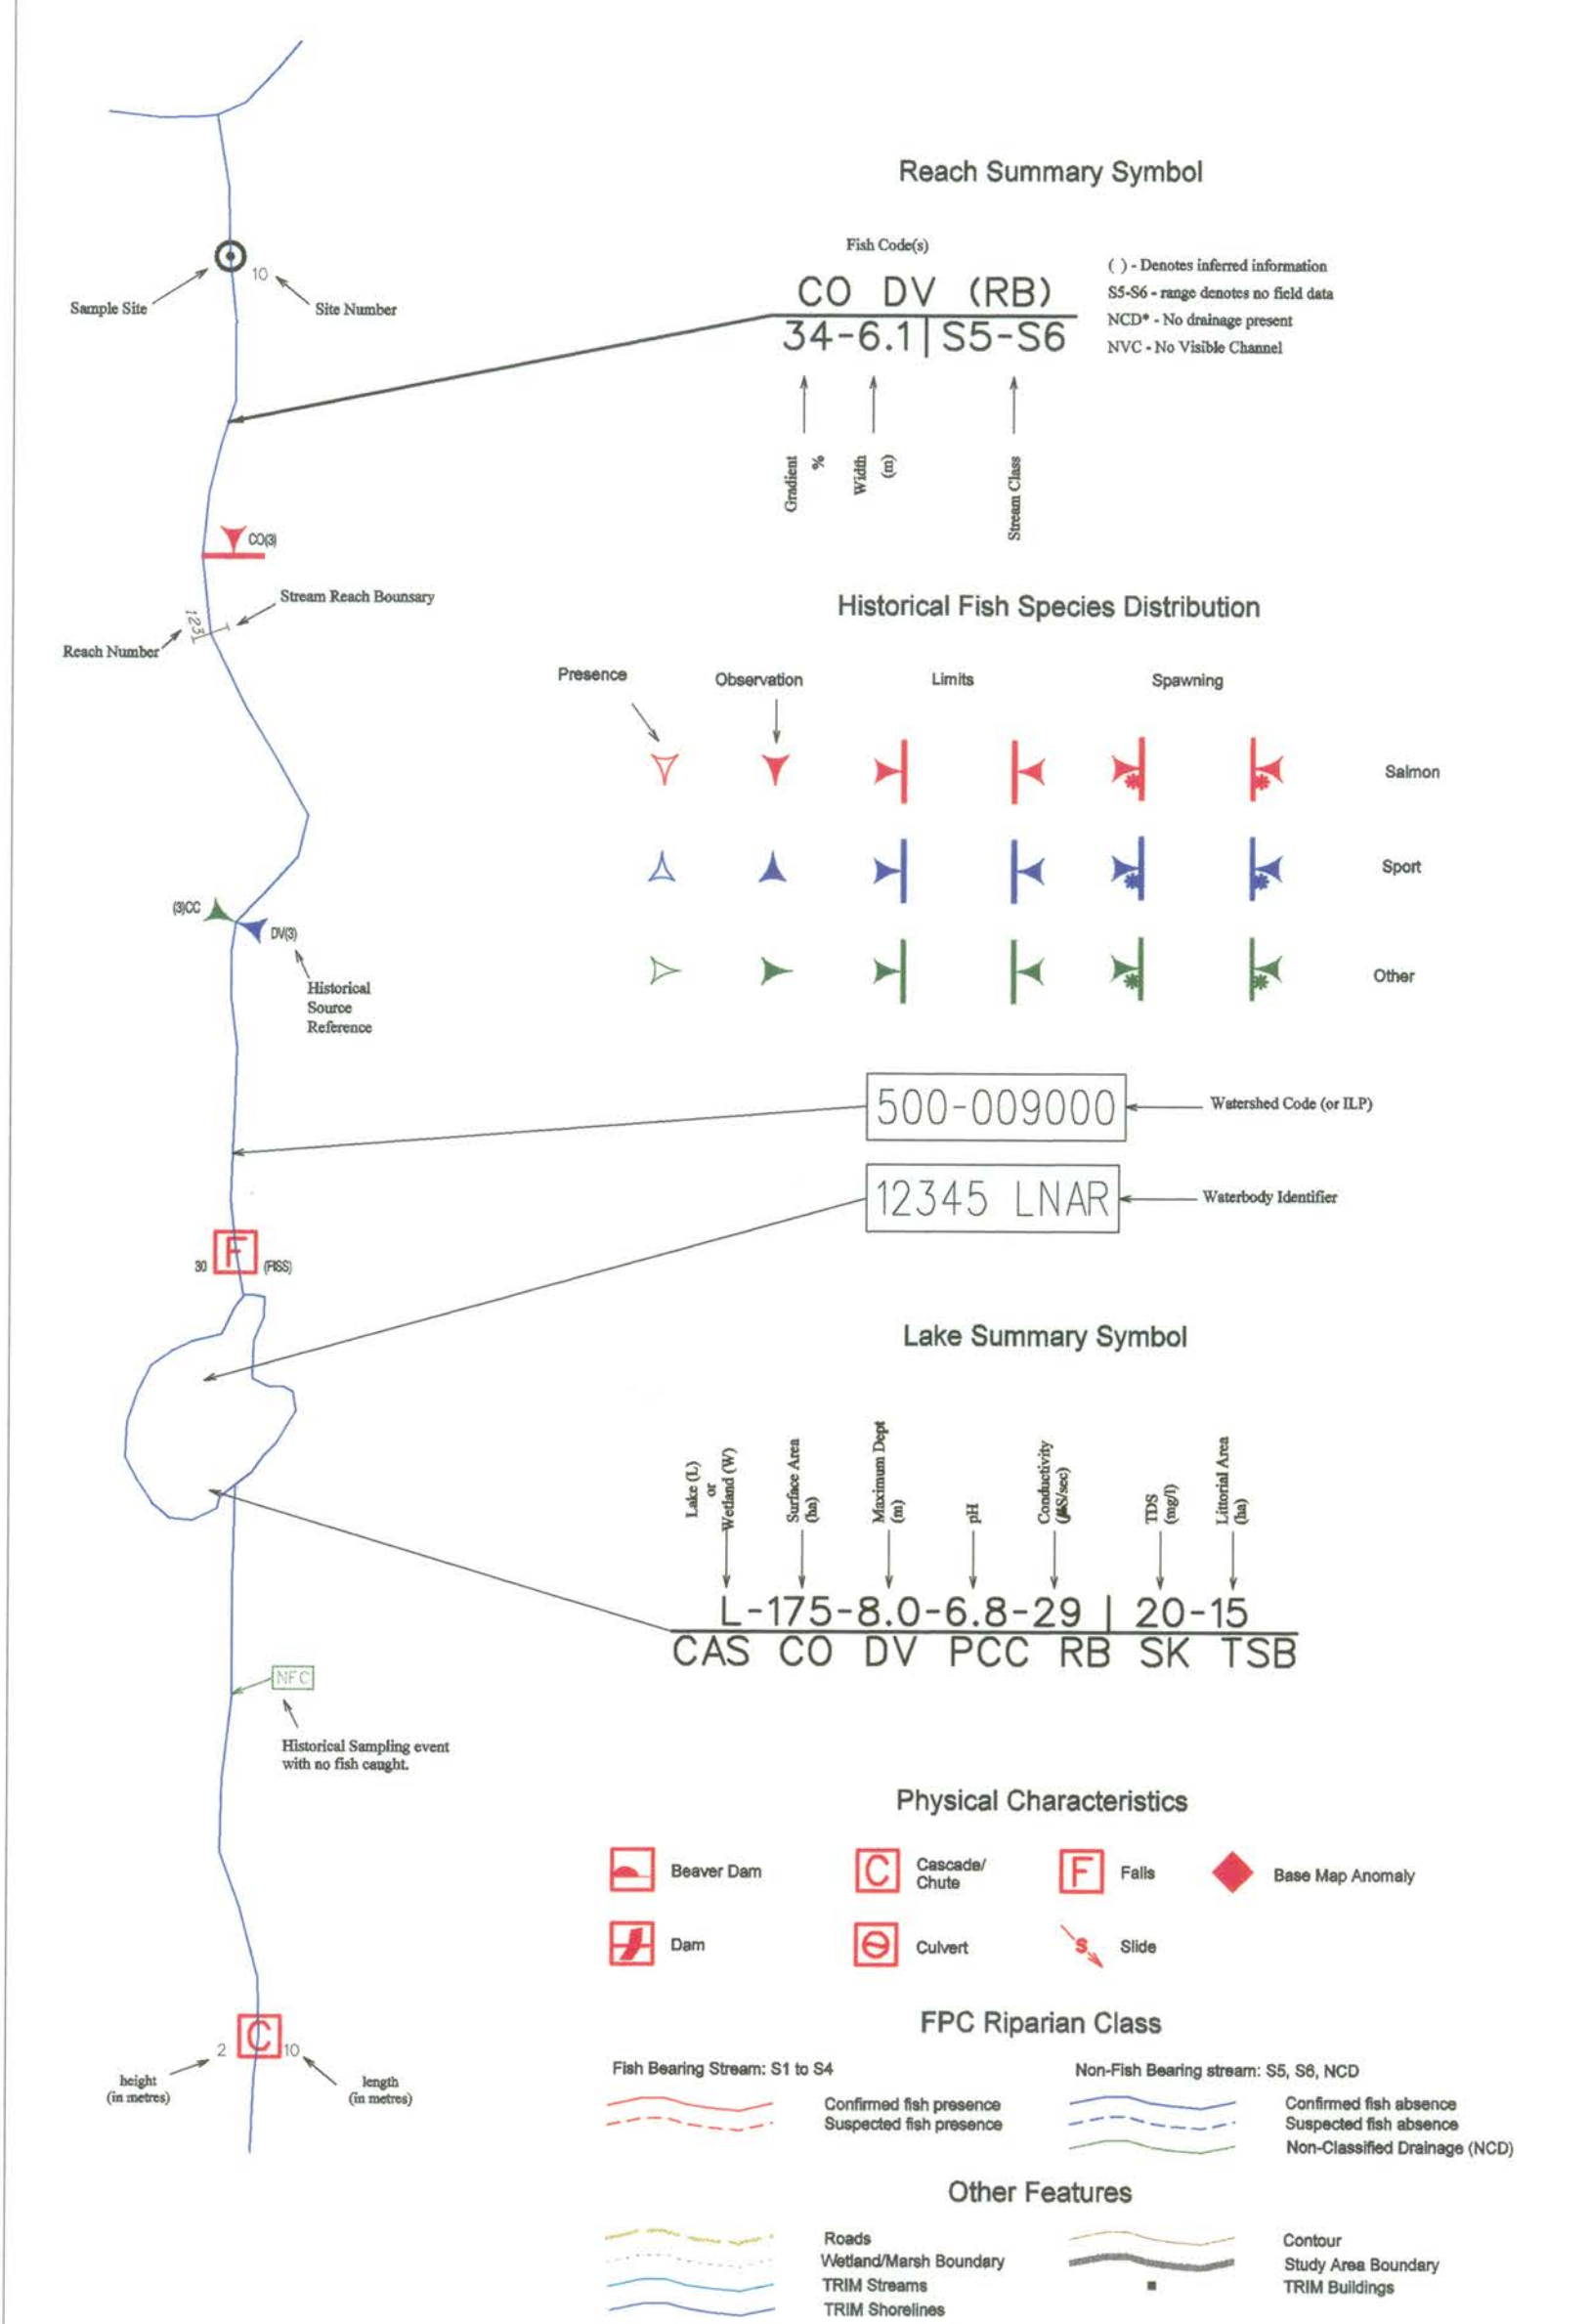 Reach Summary Symbol
Fish Code(s)
CO DV (RB)
34-6.1|S5-S6
( ) - Denotes inferred information
S5-S6 - range denotes no field data
NCD* - No drainage present
NVC - No Visible Channel
Gradient
%
Width
(m)
Stream Class
10
Sample Site
Site Number
CO(3)
Stream Reach Bounsary
123
Reach Number
Historical Fish Species Distribution
Presence
Observation
Limits
Spawning
Salmon
Sport
Other
(3)CC
DV(3)
Historical
Source
Reference
500-009000
Watershed Code (or ILP)
12345 LNAR
Waterbody Identifier
30
F
(FISS)
Lake Summary Symbol
Lake (L)
or
Wetland (W)
Surface Area
(ha)
Maximum Dept
(m)
pH
Conductivity
(µS/sec)
TDS
(mg/l)
Littorial Area
(ha)
L-175-8.0-6.8-29 | 20-15
CAS CO DV PCC RB SK TSB
NFC
Historical Sampling event
with no fish caught.
Physical Characteristics
Beaver Dam
C
Cascade/
Chute
F
Falls
Base Map Anomaly
Dam
Culvert
S
Slide
2
C
10
height
(in metres)
length
(in metres)
FPC Riparian Class
Fish Bearing Stream: S1 to S4
Non-Fish Bearing stream: S5, S6, NCD
Confirmed fish presence
Suspected fish presence
Confirmed fish absence
Suspected fish absence
Non-Classified Drainage (NCD)
Other Features
Roads
Wetland/Marsh Boundary
TRIM Streams
TRIM Shorelines
Contour
Study Area Boundary
TRIM Buildings